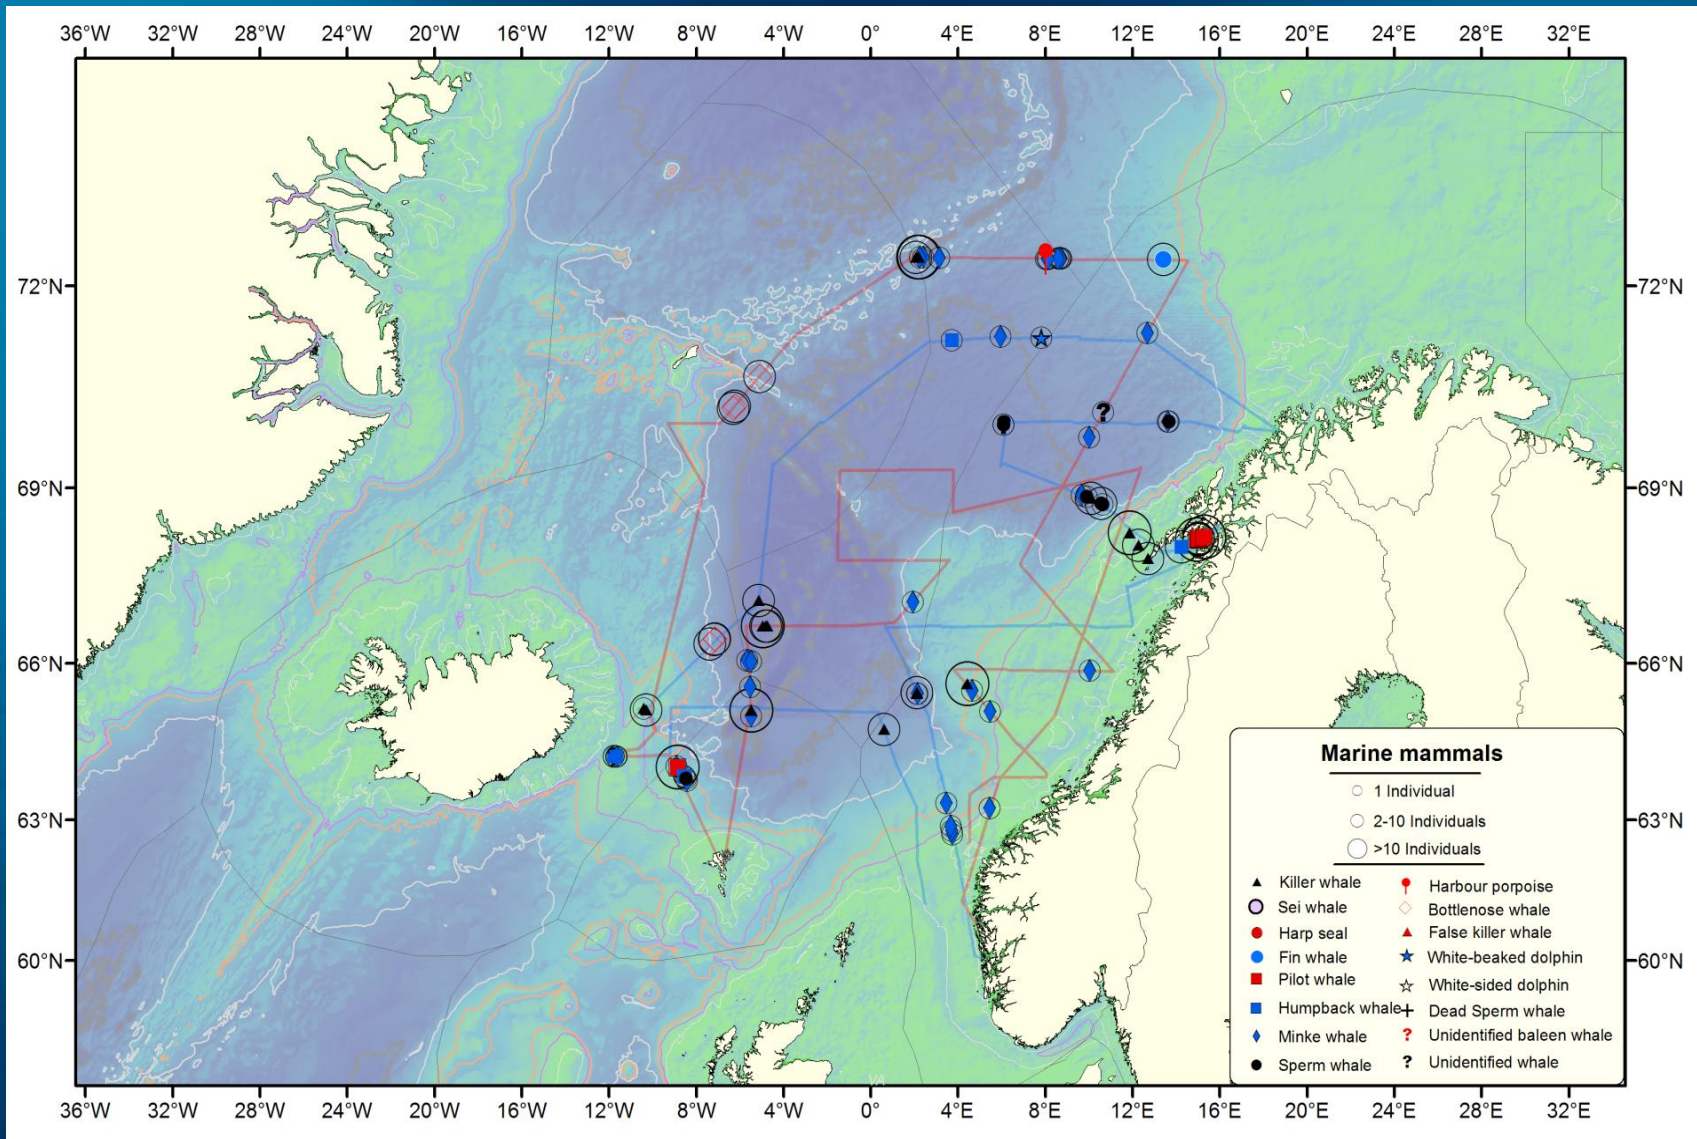 36°W 32°W 28°W 24°W 20°W 16°W 12°W 8°W 4°W 0° 4°E 8°E 12°E 16°E 20°E 24°E 28°E 32°E
72°N 72°N
69°N 69°N
66°N 66°N
63°N 63°N
60°N 60°N
?
Marine mammals
1 Individual
2-10 Individuals
>10 Individuals
Killer whale
Sei whale
Harp seal
Fin whale
Pilot whale
Humpback whale
Minke whale
Sperm whale
Harbour porpoise
Bottlenose whale
False killer whale
White-beaked dolphin
White-sided dolphin
Dead Sperm whale
? Unidentified baleen whale
? Unidentified whale
36°W 32°W 28°W 24°W 20°W 16°W 12°W 8°W 4°W 0° 4°E 8°E 12°E 16°E 20°E 24°E 28°E 32°E